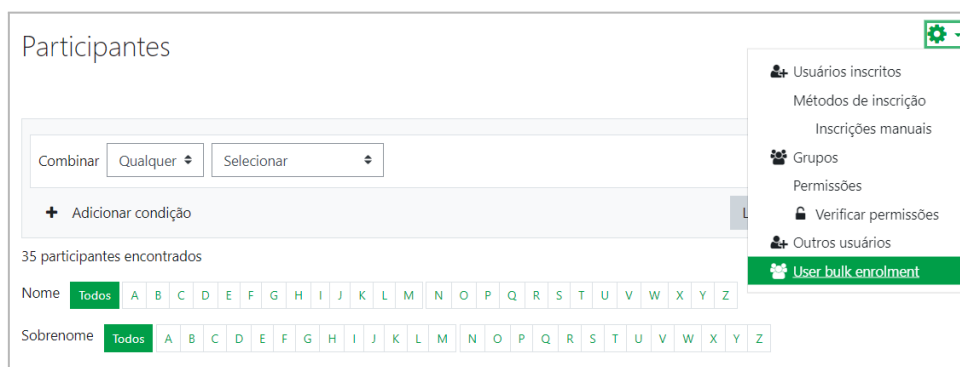 Participantes
Usuários inscritos
Métodos de inscrição
Inscrições manuais
Grupos
Permissões
Verificar permissões
Outros usuários
User bulk enrolment
Combinar Qualquer Selecionar
Adicionar condição
35 participantes encontrados
Nome Todos A B C D E F G H I J K L M N O P Q R S T U V W X Y Z
Sobrenome Todos A B C D E F G H I J K L M N O P Q R S T U V W X Y Z